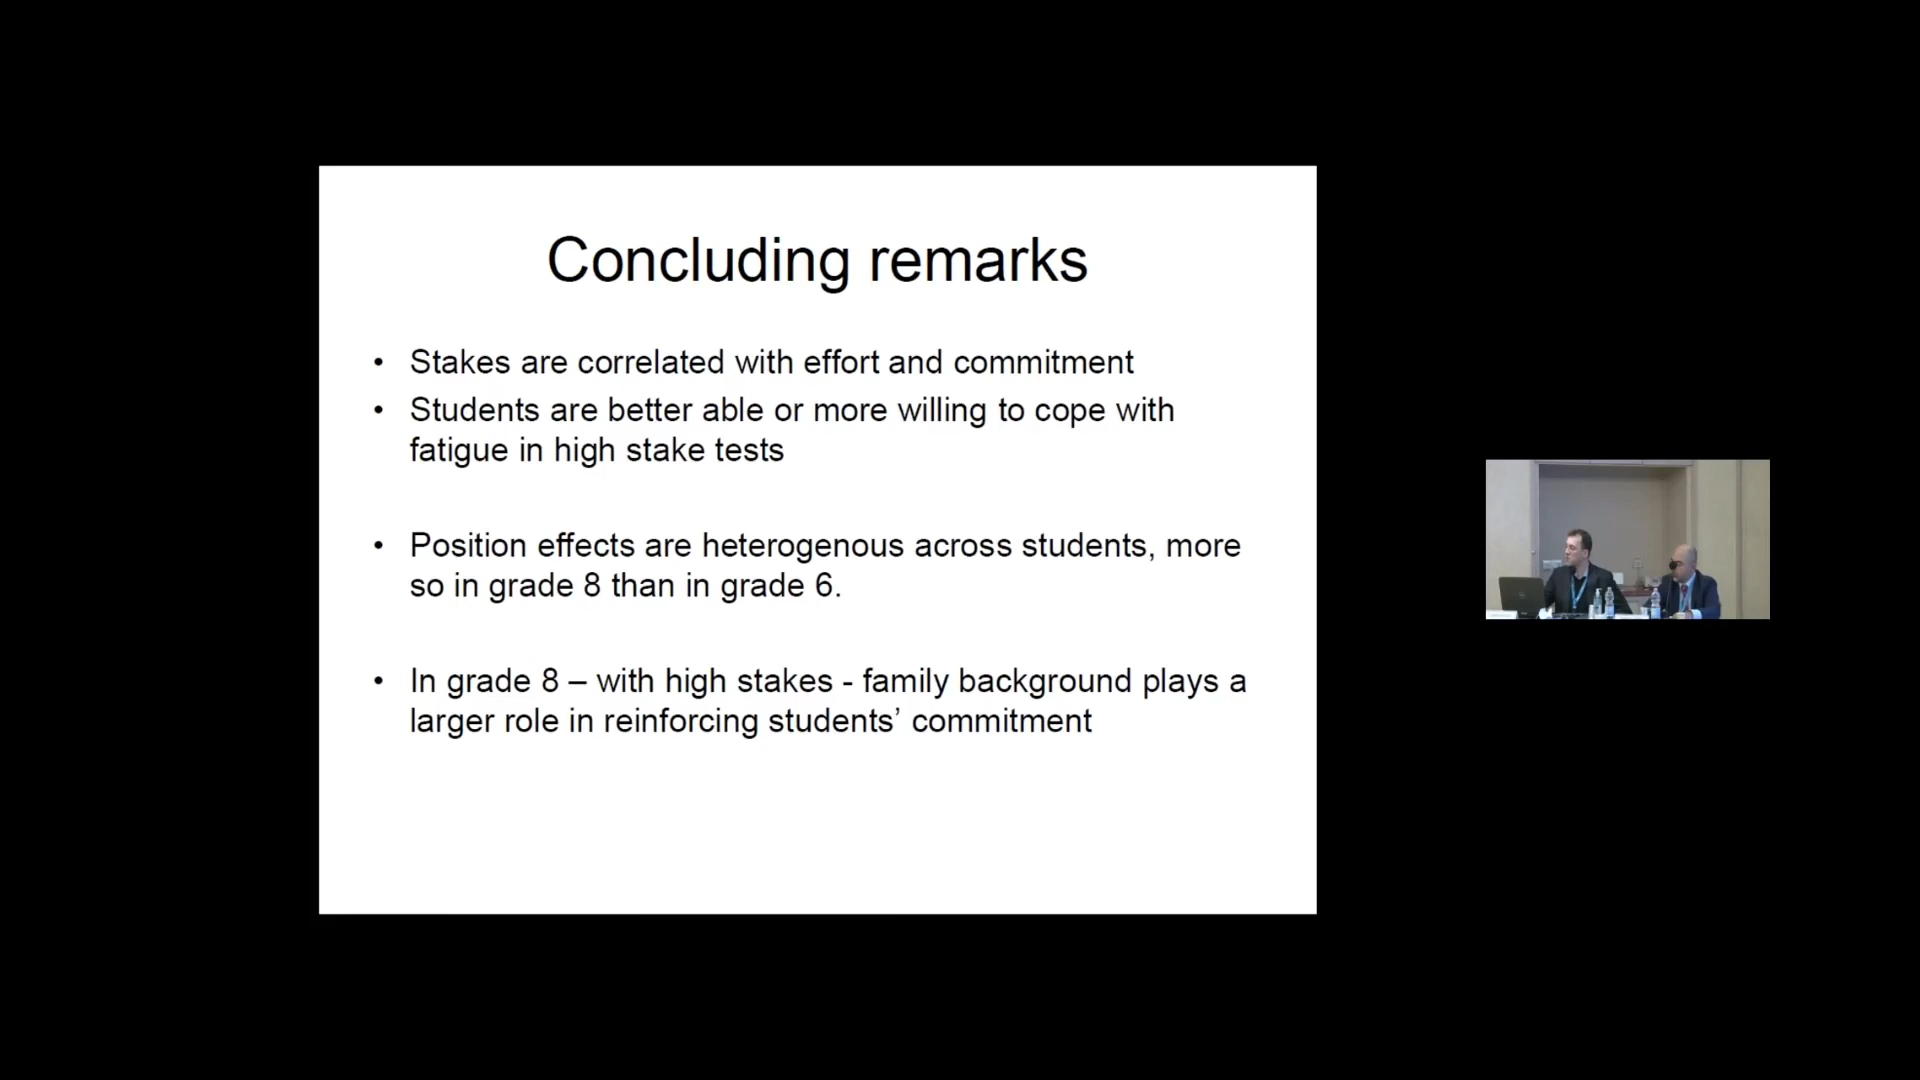 Concluding remarks
• Stakes are correlated with effort and commitment
• Students are better able or more willing to cope with
fatigue in high stake tests
• Position effects are heterogenous across students, more
so in grade 8 than in grade 6.
• In grade 8 – with high stakes - family background plays a
larger role in reinforcing students’ commitment